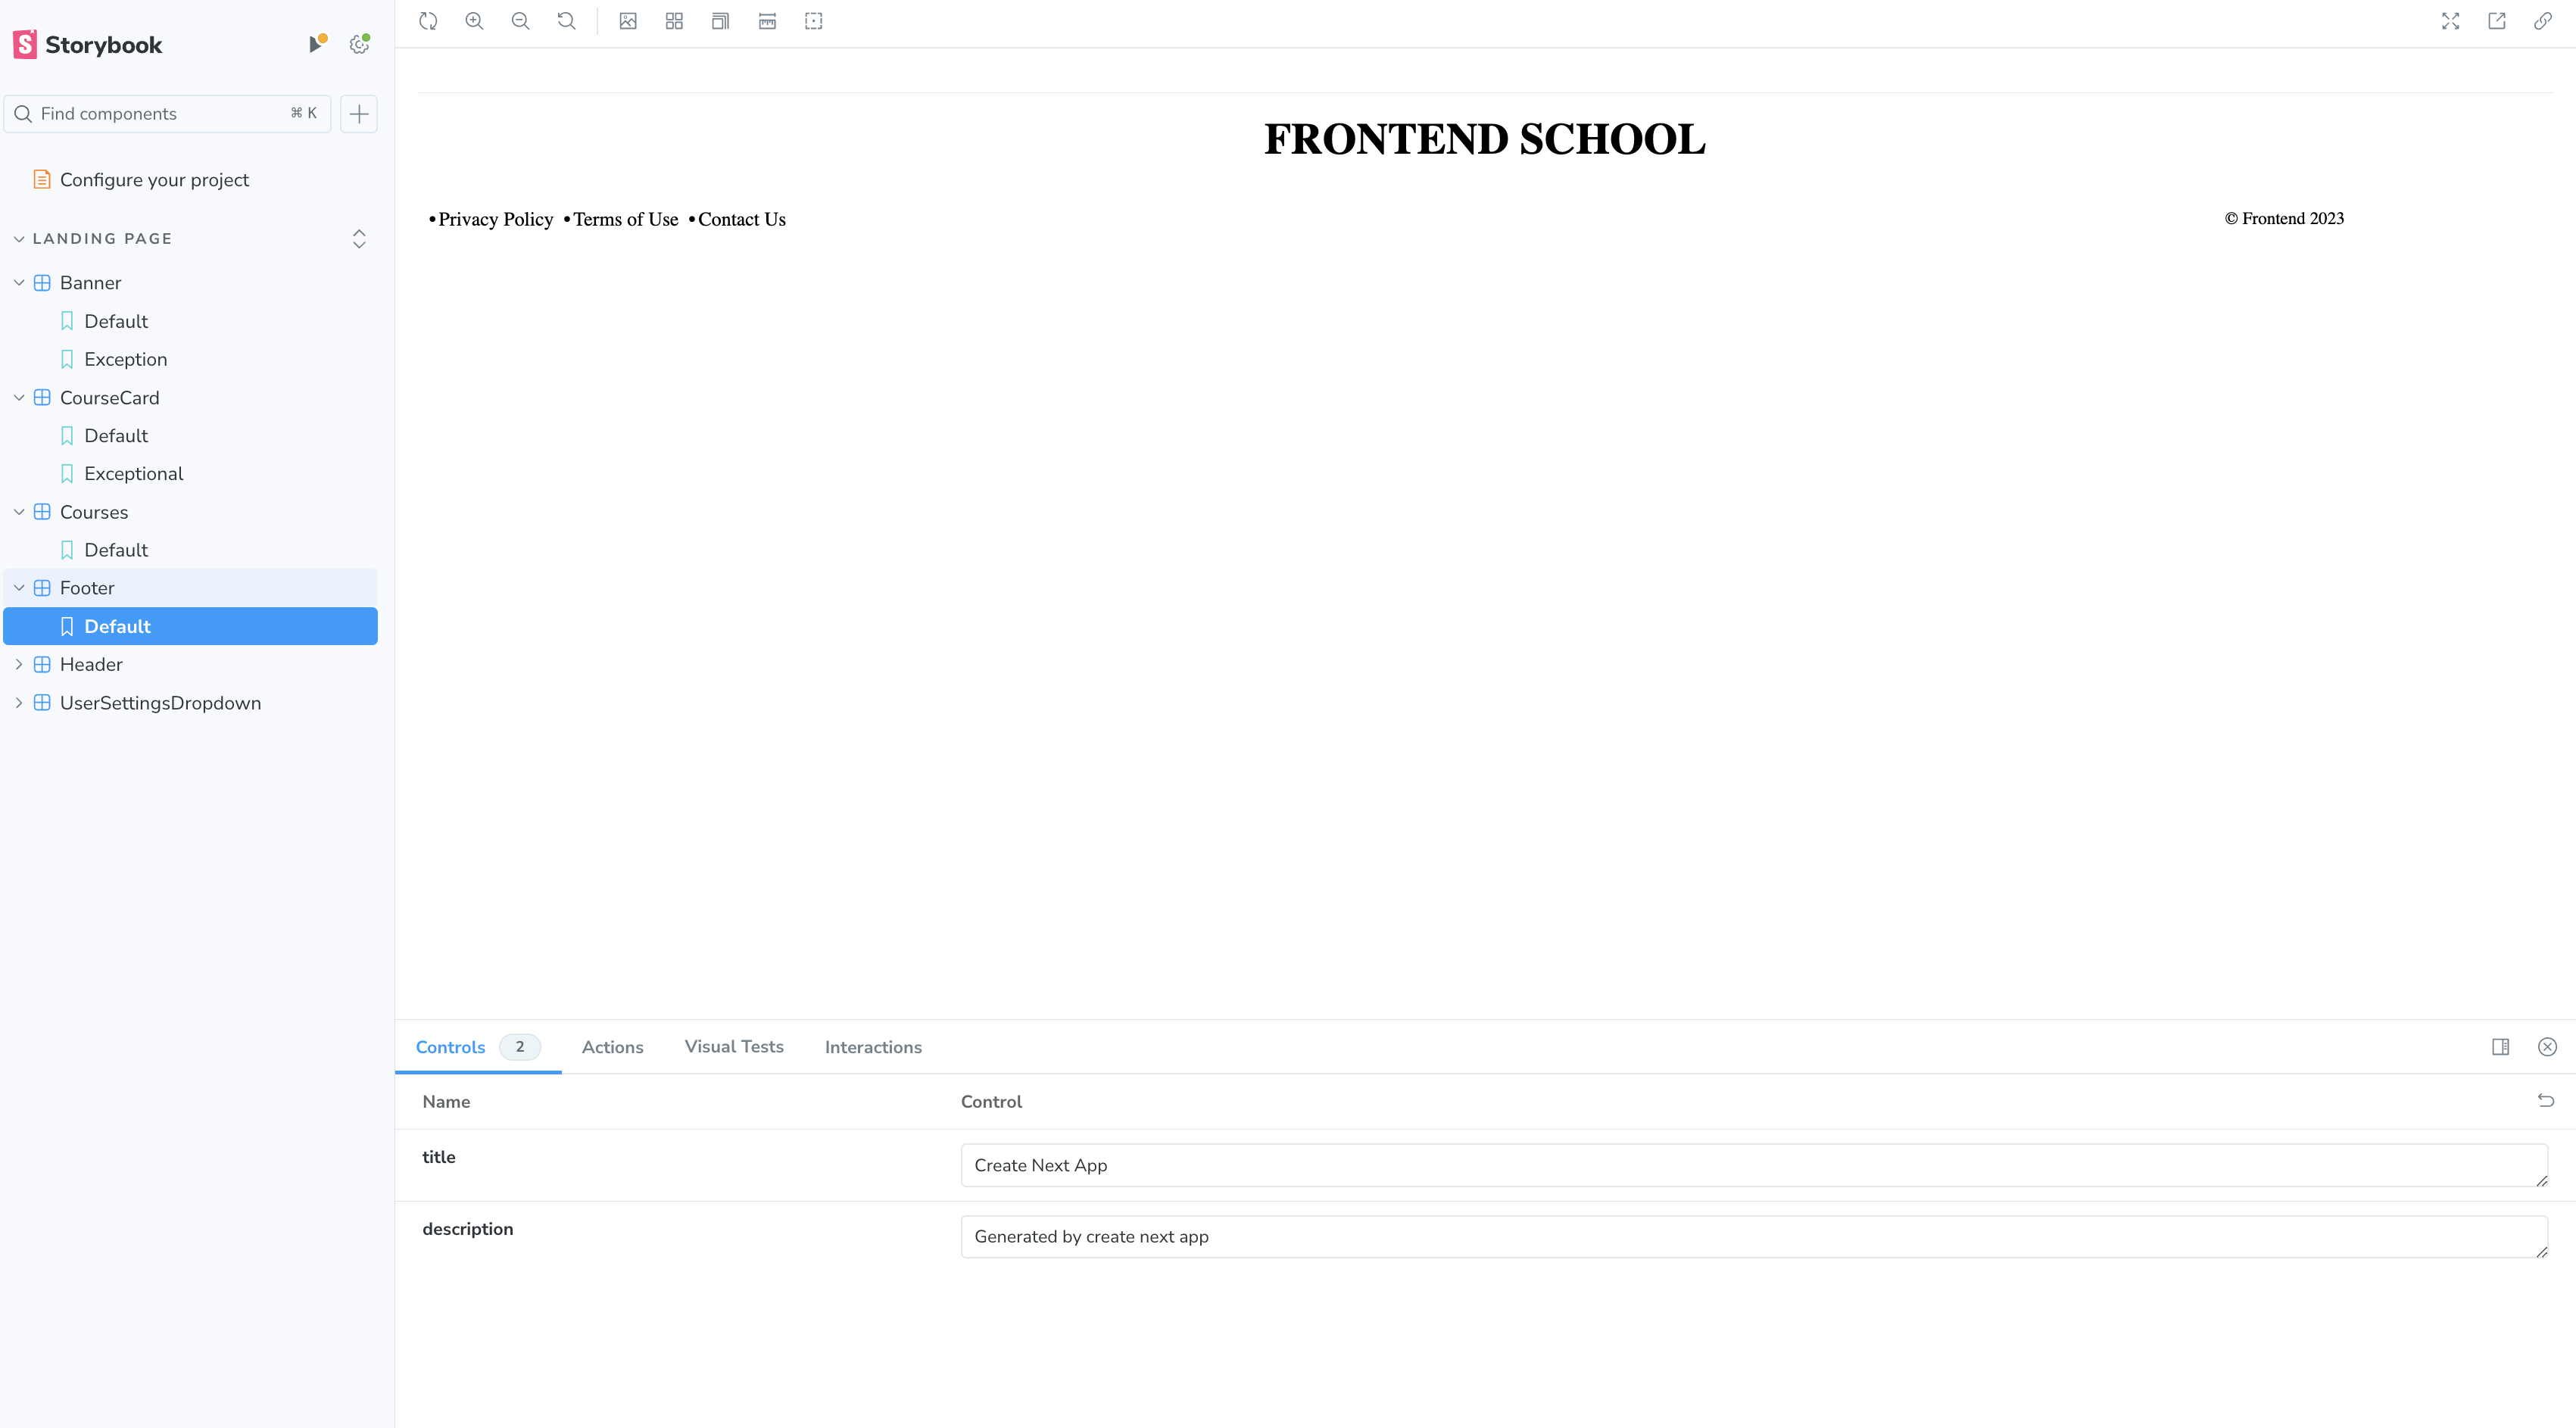 Storybook
Find components
⌘ K
Configure your project
LANDING PAGE
Banner
Default
Exception
CourseCard
Default
Exceptional
Courses
Default
Footer
Default
Header
UserSettingsDropdown
FRONTEND SCHOOL
•Privacy Policy •Terms of Use •Contact Us
© Frontend 2023
Controls 2 Actions Visual Tests Interactions
Name Control
title Create Next App
description Generated by create next app